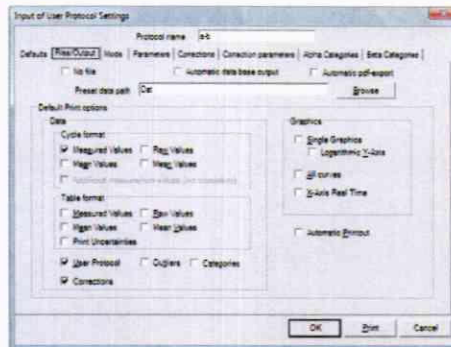 Input of User Protocol Settings
Protocol name a-b
Defaults Files/Output Mode Parameters Corrections Correction parameters Alpha Categories Beta Categories
No file Automatic data base output Automatic pdf-export
Preset data path Dat Browse
Default Print options
Data
Cycle format
Measured Values Raw Values
Mean Values Mean Values
Graphics
Single Graphics
Logarithmic Y-Axis
All curves
X-Axis Real Time
Table format
Measured Values Raw Values
Mean Values Mean Values
Print Uncertainties
Automatic Printout
User Protocol Outliers Categories
Corrections
OK Print Cancel